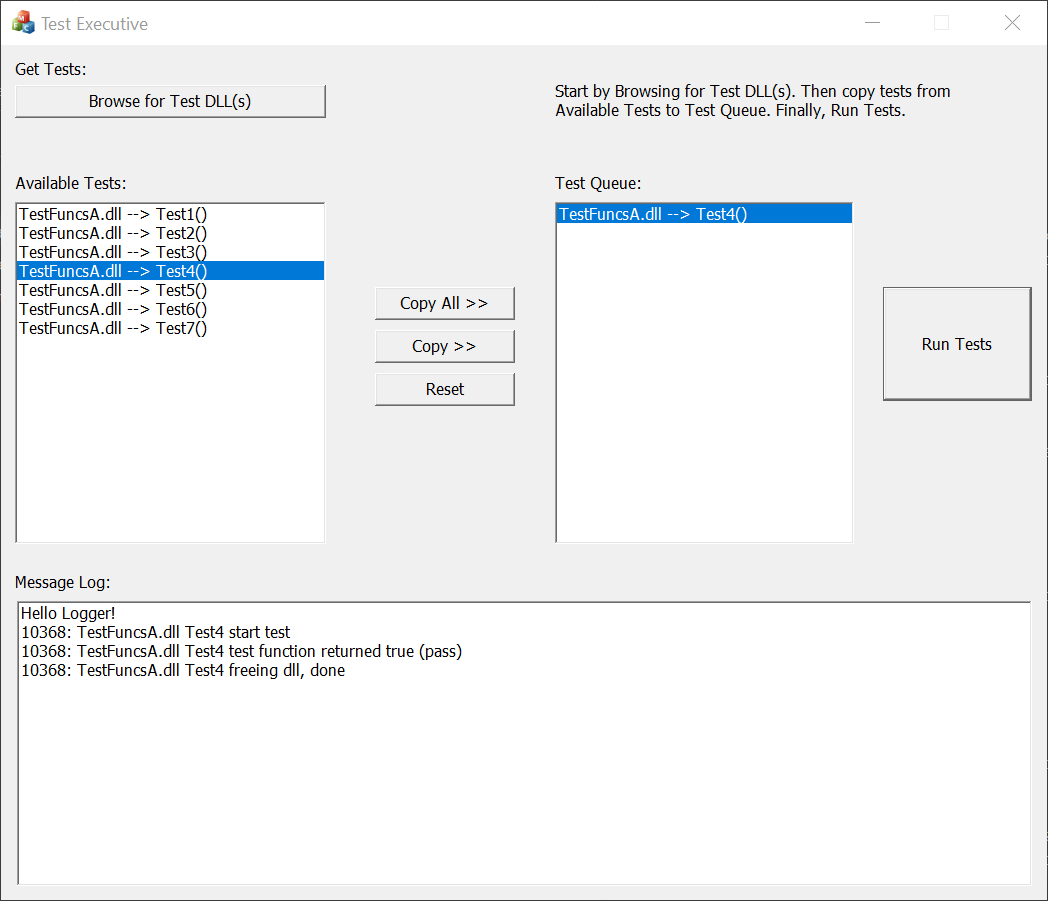 Test Executive
Get Tests:
Browse for Test DLL(s)
Start by Browsing for Test DLL(s). Then copy tests from
Available Tests to Test Queue. Finally, Run Tests.
Available Tests:
TestFuncsA.dll --> Test1()
TestFuncsA.dll --> Test2()
TestFuncsA.dll --> Test3()
TestFuncsA.dll --> Test4()
TestFuncsA.dll --> Test5()
TestFuncsA.dll --> Test6()
TestFuncsA.dll --> Test7()
Copy All >>
Copy >>
Reset
Test Queue:
TestFuncsA.dll --> Test4()
Run Tests
Message Log:
Hello Logger!
10368: TestFuncsA.dll Test4 start test
10368: TestFuncsA.dll Test4 test function returned true (pass)
10368: TestFuncsA.dll Test4 freeing dll, done